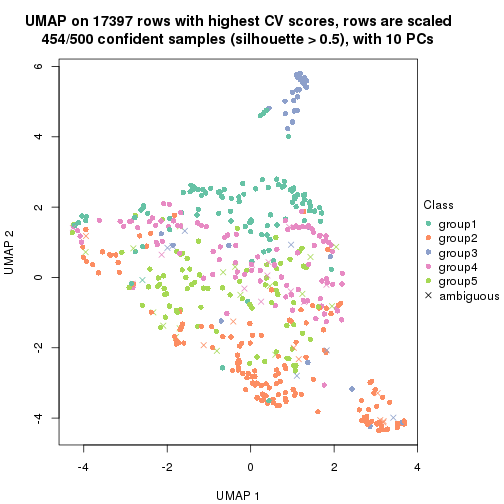 UMAP on 17397 rows with highest CV scores, rows are scaled
454/500 confident samples (silhouette > 0.5), with 10 PCs
6
4
2
0
-2
-4
UMAP 2
-4
-2
0
2
4
UMAP 1
Class
group1
group2
group3
group4
group5
ambiguous